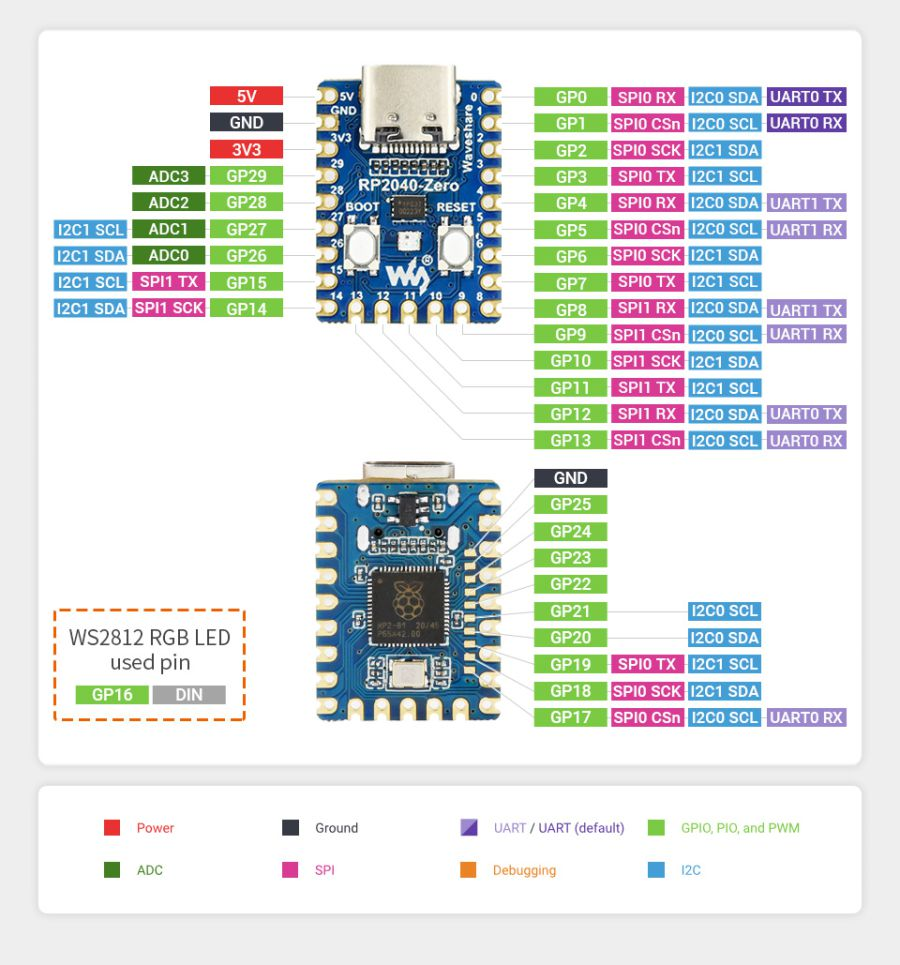 5V
GND
3V3
ADC3 GP29
ADC2 GP28
I2C1 SCL ADC1 GP27
I2C1 SDA ADC0 GP26
I2C1 SCL SPI1 TX GP15
I2C1 SDA SPI1 SCK GP14
5V
GND
3V3
29
28
27
26
15
14
13
12
11
10
9
8
0
1
2
3
4
5
6
7
Waveshare
RP2040-Zero
BOOT
RESET
®
GP0 SPI0 RX I2C0 SDA UART0 TX
GP1 SPI0 CSn I2C0 SCL UART0 RX
GP2 SPI0 SCK I2C1 SDA
GP3 SPI0 TX I2C1 SCL
GP4 SPI0 RX I2C0 SDA UART1 TX
GP5 SPI0 CSn I2C0 SCL UART1 RX
GP6 SPI0 SCK I2C1 SDA
GP7 SPI0 TX I2C1 SCL
GP8 SPI1 RX I2C0 SDA UART1 TX
GP9 SPI1 CSn I2C0 SCL UART1 RX
GP10 SPI1 SCK I2C1 SDA
GP11 SPI1 TX I2C1 SCL
GP12 SPI1 RX I2C0 SDA UART0 TX
GP13 SPI1 CSn I2C0 SCL UART0 RX
GND
GP25
GP24
GP23
GP22
GP21 I2C0 SCL
GP20 I2C0 SDA
GP19 SPI0 TX I2C1 SCL
GP18 SPI0 SCK I2C1 SDA
GP17 SPI0 CSn I2C0 SCL UART0 RX
RP2-B1 20/45
P65A42.00
WS2812 RGB LED
used pin
GP16 DIN
Power
Ground
UART / UART (default)
GPIO, PIO, and PWM
ADC
SPI
Debugging
I2C